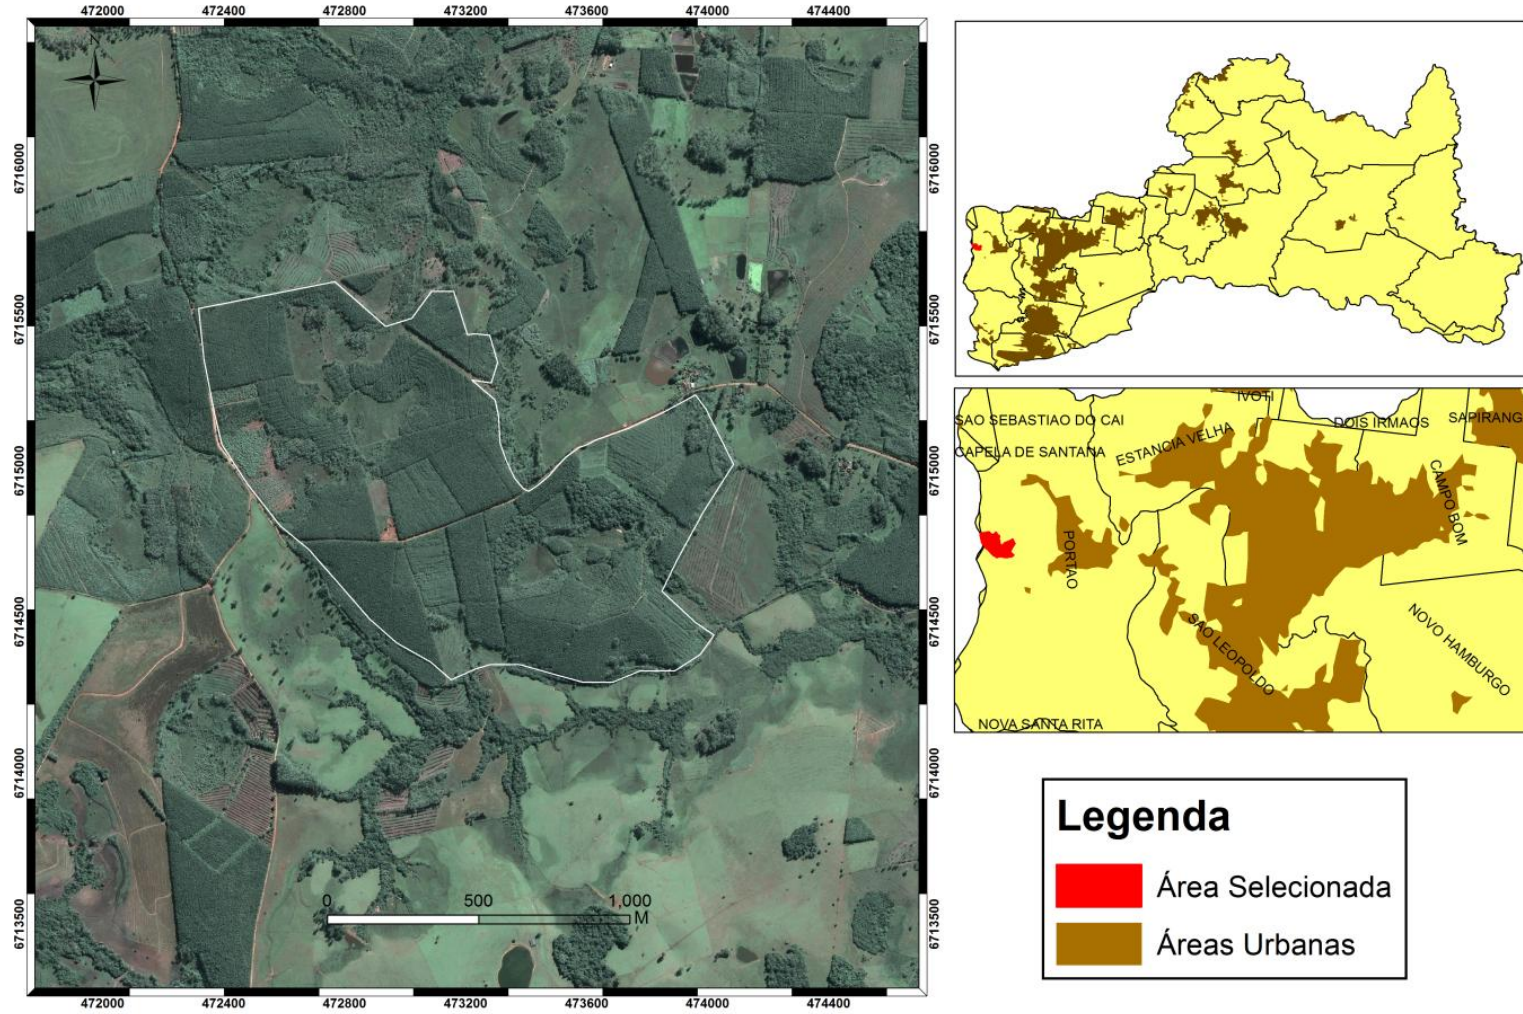 472000 472400 472800 473200 473600 474000 474400
N
6716000 6716000
6715500 6715500
6715000 6715000
6714500 6714500
6714000 6714000
6713500 6713500
0 500 1,000
M
472000 472400 472800 473200 473600 474000 474400
IVOTI
SAO SEBASTIAO DO CAI
DOIS IRMAOS
SAPIRANG
CAPELA DE SANTANA
ESTANCIA VELHA
CAMPO BOM
PORTAO
SAO LEOPOLDO
NOVO HAMBURGO
NOVA SANTA RITA
Legenda
Área Selecionada
Áreas Urbanas